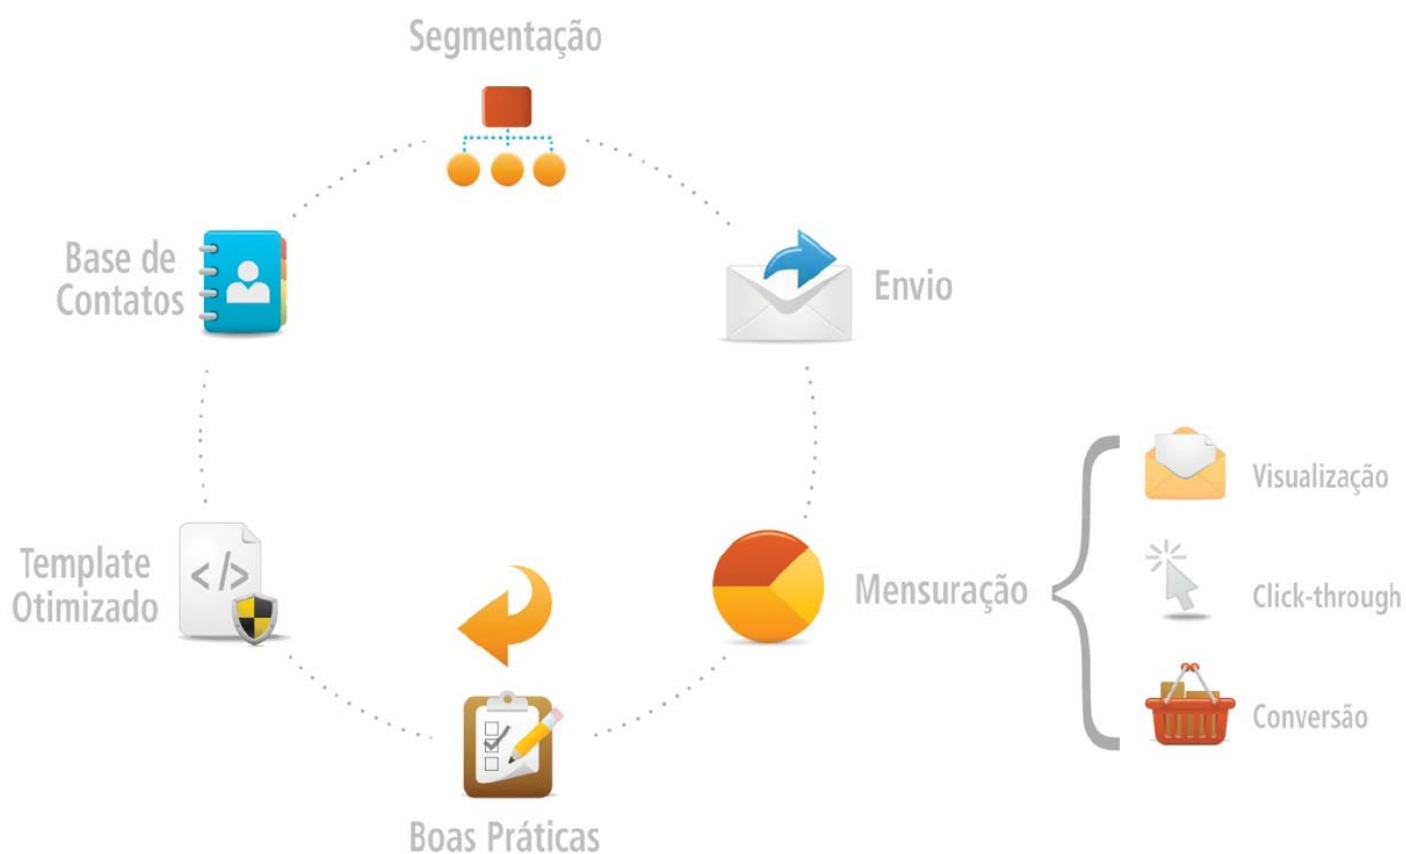 Segmentação
Base de
Contatos
Envio
Visualização
Template
Otimizado
Mensuração
Click-through
Conversão
Boas Práticas